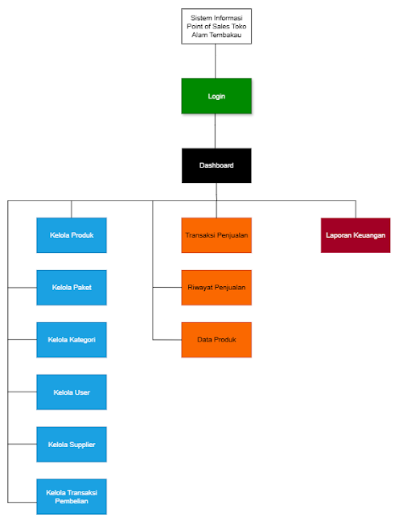 Sistem Informasi
Point of Sales Toko
Alam Tembakau
Login
Dashboard
Kelola Produk
Transaksi Penjualan
Laporan Keuangan
Kelola Paket
Riwayat Penjualan
Kelola Kategori
Data Produk
Kelola User
Kelola Supplier
Kelola Transaksi
Pembelian